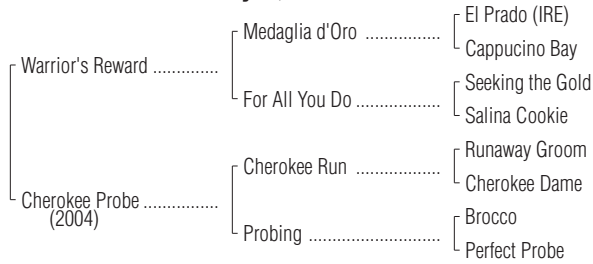 El Prado (IRE)
Medaglia d'Oro ..................
Cappucino Bay
Warrior's Reward ..............
Seeking the Gold
For All You Do ....................
Salina Cookie
Runaway Groom
Cherokee Run ....................
Cherokee Dame
Cherokee Probe ................
(2004)
Brocco
Probing ...............................
Perfect Probe